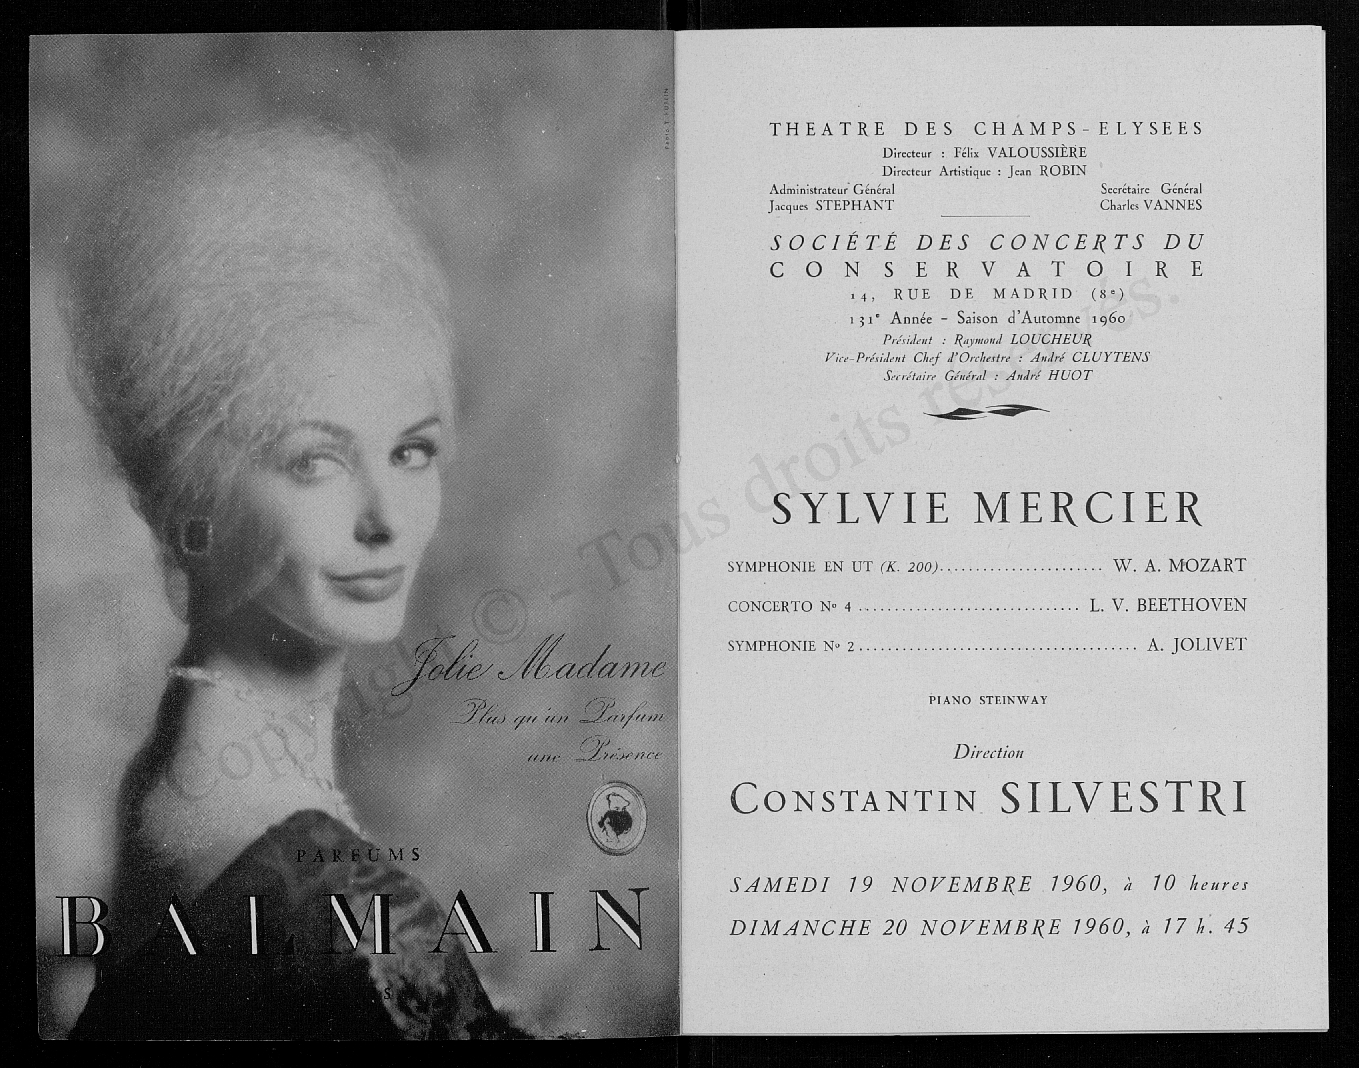 Jolie Madame
Plus qu'un Parfum
une Présence
PARFUMS
BALMAIN
THEATRE DES CHAMPS-ELYSEES
Directeur : Félix VALOUSSIÈRE
Directeur Artistique : Jean ROBIN
Administrateur Général
Jacques STEPHANT
Secrétaire Général
Charles VANNES
SOCIÉTÉ DES CONCERTS DU
CONSERVATOIRE
14, RUE DE MADRID (8e)
131e Année - Saison d'Automne 1960
Président : Raymond LOUCHEUR
Vice-Président Chef d'Orchestre : André CLUYTENS
Secrétaire Général : André HUOT
SYLVIE MERCIER
SYMPHONIE EN UT (K. 200)....................... W. A. MOZART
CONCERTO No 4 ............................... L. V. BEETHOVEN
SYMPHONIE No 2....................................... A. JOLIVET
PIANO STEINWAY
Direction
CONSTANTIN SILVESTRI
SAMEDI 19 NOVEMBRE 1960, à 10 heures
DIMANCHE 20 NOVEMBRE 1960, à 17 h. 45
Copyright © - Tous droits reservés.